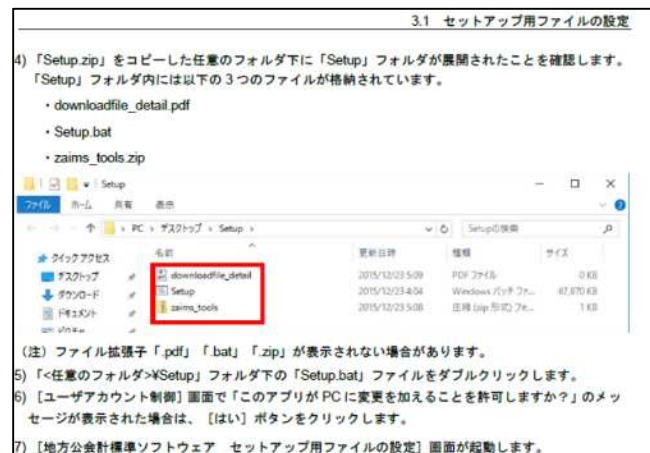 3.1 セットアップ用ファイルの設定
4) 「Setup.zip」をコピーした任意のフォルダ下に「Setup」フォルダが展開されたことを確認します。
「Setup」フォルダ内には以下の3つのファイルが格納されています。
・downloadfile_detail.pdf
・Setup.bat
・zaims_tools.zip
Setup
ファイル ホーム 共有 表示
PC › デスクトップ › Setup › Setupの検索
名前 更新日時 種類 サイズ
クイック アクセス
デスクトップ downloadfile_detail 2015/12/23 5:09 PDF ファイル 0 KB
ダウンロード Setup 2015/12/23 4:04 Windows バッチ ファ... 67,870 KB
ドキュメント zaims_tools 2015/12/23 5:08 圧縮 (zip 形式) フォ... 1 KB
(注) ファイル拡張子「.pdf」「.bat」「.zip」が表示されない場合があります。
5) 「<任意のフォルダ>¥Setup」フォルダ下の「Setup.bat」ファイルをダブルクリックします。
6) [ユーザアカウント制御] 画面で「このアプリが PC に変更を加えることを許可しますか?」のメッ
セージが表示された場合は、[はい] ボタンをクリックします。
7) [地方公会計標準ソフトウェア セットアップ用ファイルの設定] 画面が起動します。